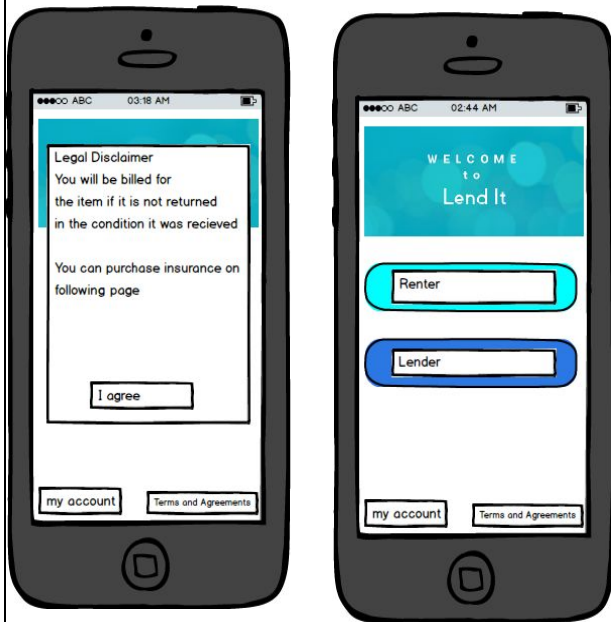 ABC 03:18 AM
Legal Disclaimer
You will be billed for
the item if it is not returned
in the condition it was recieved
You can purchase insurance on
following page
I agree
my account
Terms and Agreements
ABC 02:44 AM
WELCOME
to
Lend It
Renter
Lender
my account
Terms and Agreements